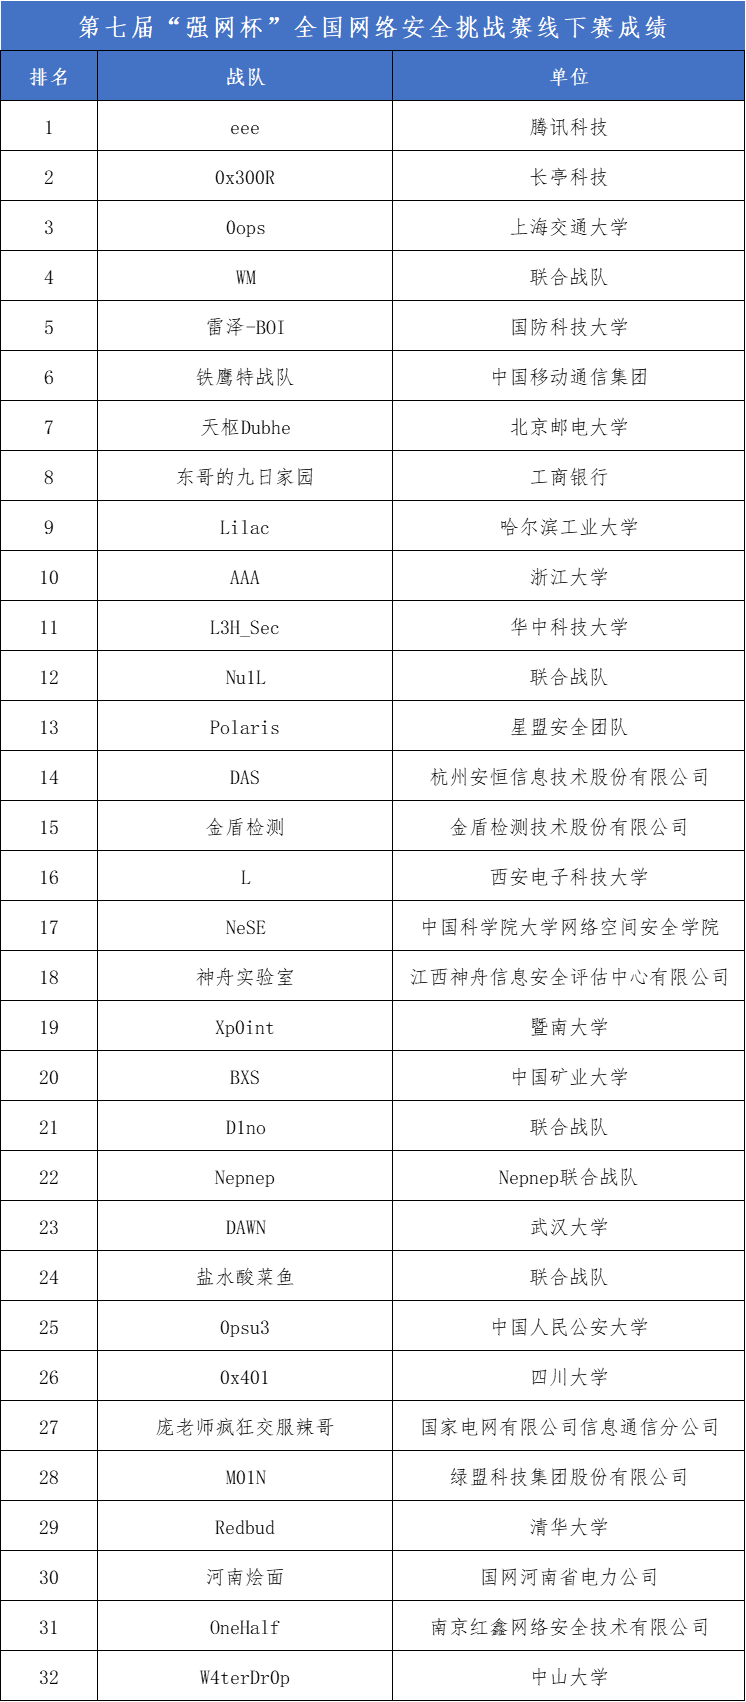 第七届“强网杯”全国网络安全挑战赛线下赛成绩
排名 战队 单位
1 eee 腾讯科技
2 0x300R 长亭科技
3 0ops 上海交通大学
4 WM 联合战队
5 雷泽-BOI 国防科技大学
6 铁鹰特战队 中国移动通信集团
7 天枢Dubhe 北京邮电大学
8 东哥的九日家园 工商银行
9 Lilac 哈尔滨工业大学
10 AAA 浙江大学
11 L3H_Sec 华中科技大学
12 Nu1L 联合战队
13 Polaris 星盟安全团队
14 DAS 杭州安恒信息技术股份有限公司
15 金盾检测 金盾检测技术股份有限公司
16 L 西安电子科技大学
17 NeSE 中国科学院大学网络空间安全学院
18 神舟实验室 江西神舟信息安全评估中心有限公司
19 Xp0int 暨南大学
20 BXS 中国矿业大学
21 D1no 联合战队
22 Nepnep Nepnep联合战队
23 DAWN 武汉大学
24 盐水酸菜鱼 联合战队
25 0psu3 中国人民公安大学
26 0x401 四川大学
27 庞老师疯狂交服辣哥 国家电网有限公司信息通信分公司
28 M01N 绿盟科技集团股份有限公司
29 Redbud 清华大学
30 河南烩面 国网河南省电力公司
31 OneHalf 南京红鑫网络安全技术有限公司
32 W4terDr0p 中山大学